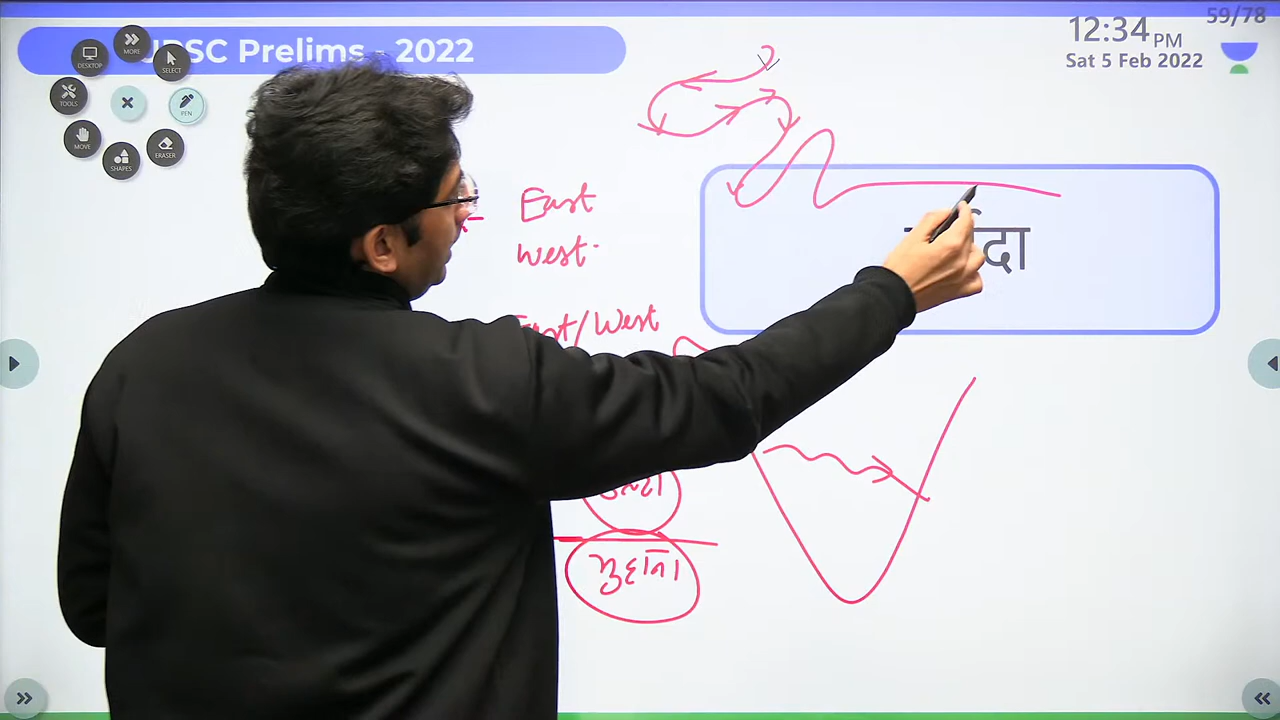 59/78
12:34 PM
UPSC Prelims - 2022
Sat 5 Feb 2022
MORE
DESKTOP
SELECT
TOOLS
PEN
MOVE
SHAPES
ERASER
East
West
East/West
मुहाना